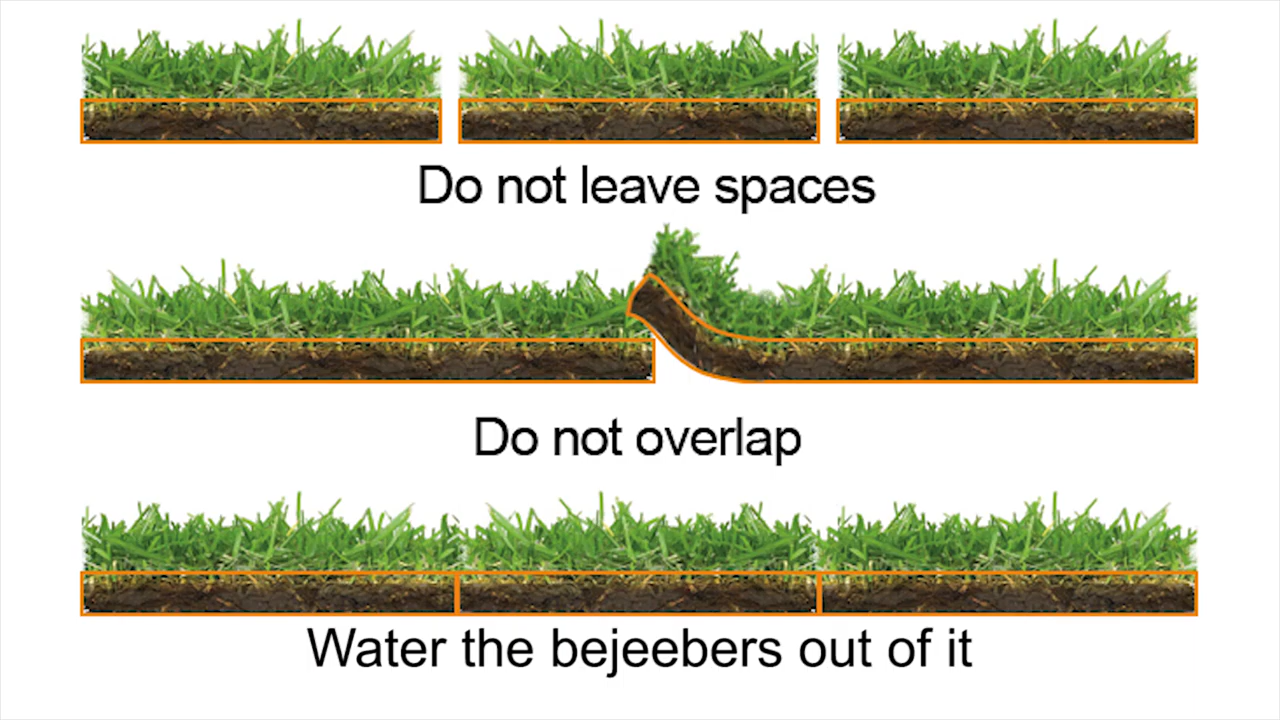 Do not leave spaces
Do not overlap
Water the bejeebers out of it